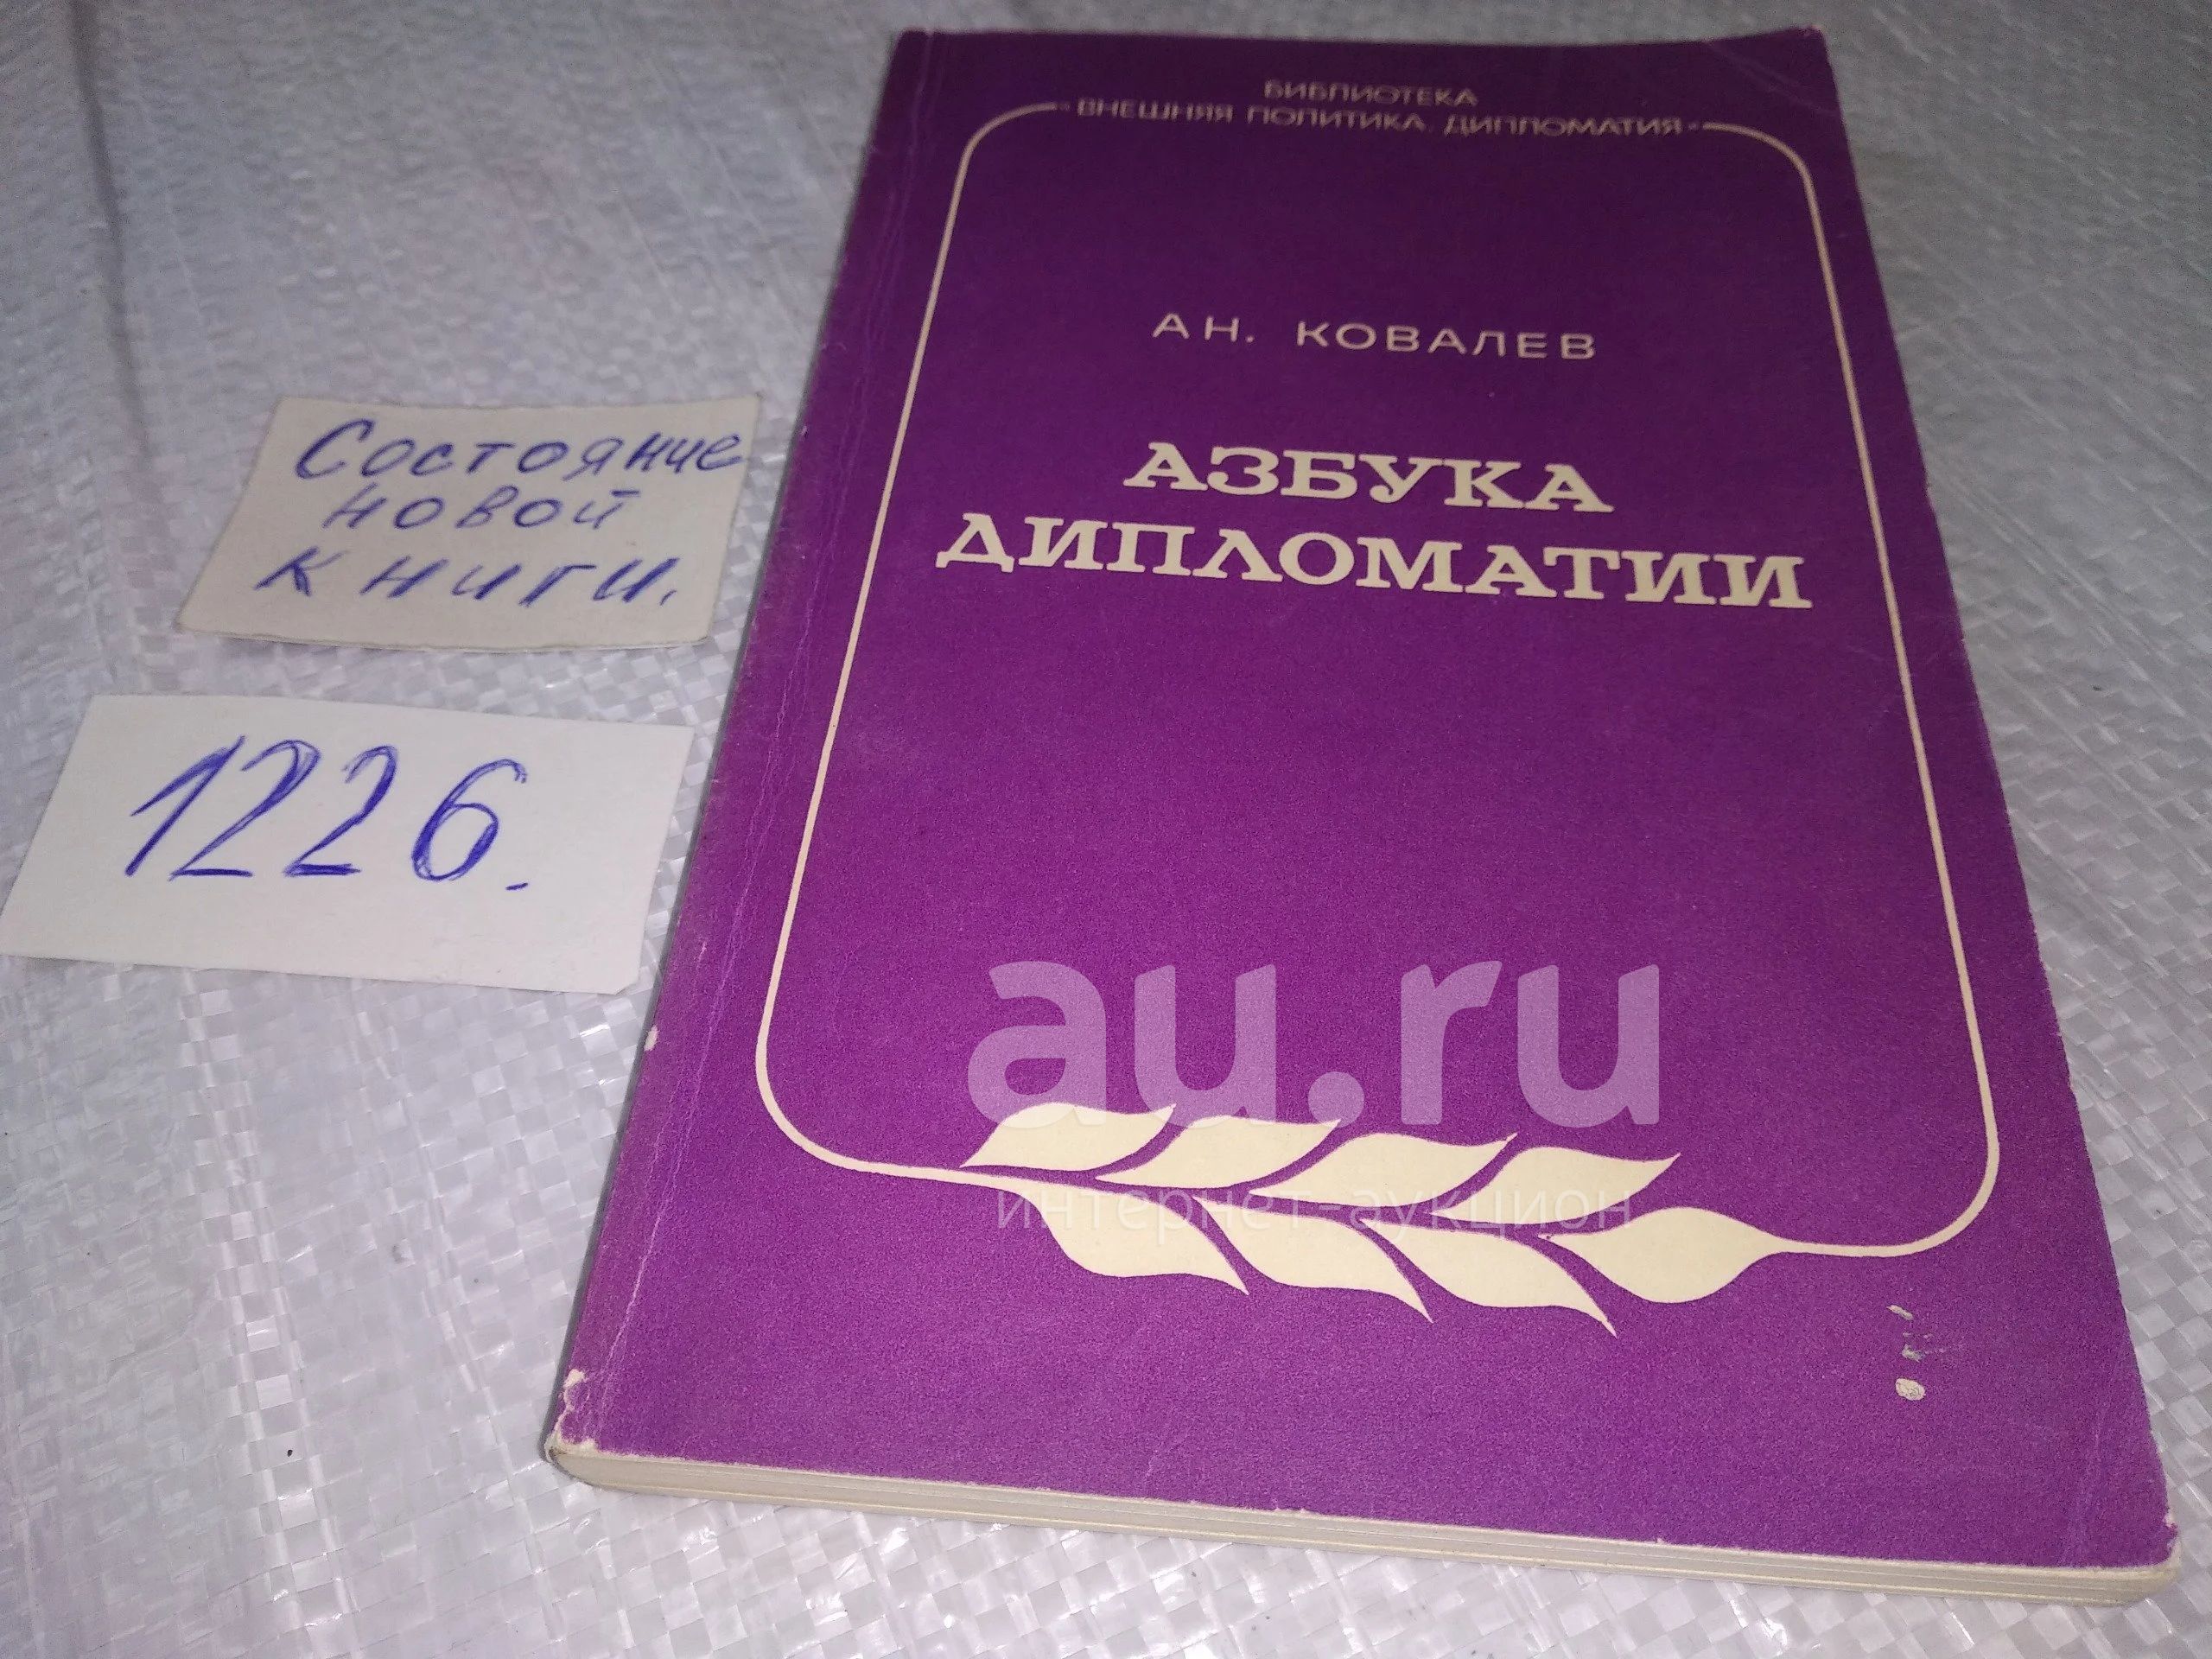 БИБЛИОТЕКА
«ВНЕШНЯЯ ПОЛИТИКА. ДИПЛОМАТИЯ»
АН. КОВАЛЕВ
АЗБУКА
ДИПЛОМАТИИ
Состояние
новой
книги.
1226.
au.ru
интернет-аукцион